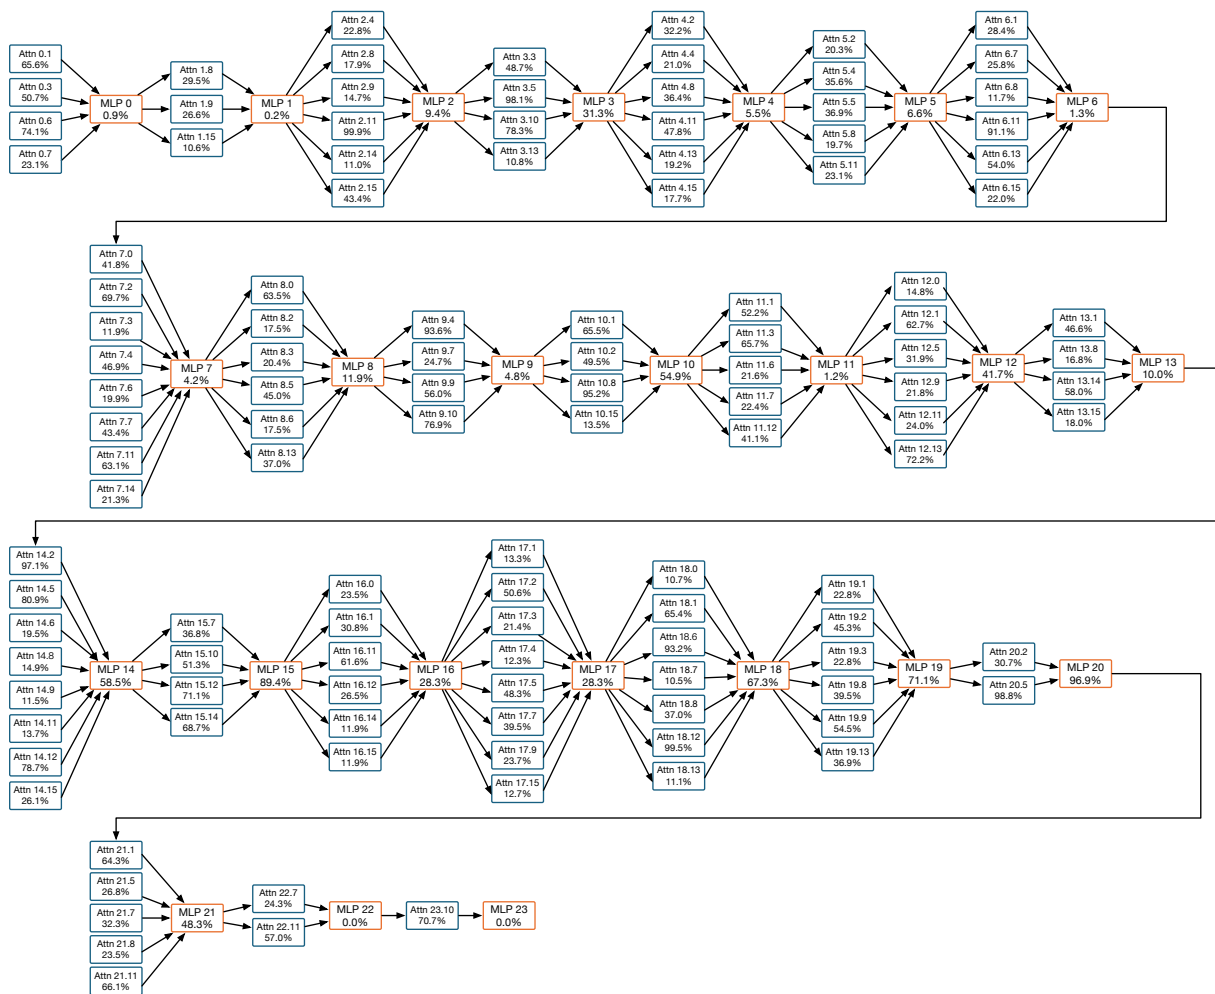 Attn 0.1
65.6%
Attn 0.3
50.7%
Attn 0.6
74.1%
Attn 0.7
23.1%
MLP 0
0.9%
Attn 1.8
29.5%
Attn 1.9
26.6%
Attn 1.15
10.6%
MLP 1
0.2%
Attn 2.4
22.8%
Attn 2.8
17.9%
Attn 2.9
14.7%
Attn 2.11
99.9%
Attn 2.14
11.0%
Attn 2.15
43.4%
MLP 2
9.4%
Attn 3.3
48.7%
Attn 3.5
98.1%
Attn 3.10
78.3%
Attn 3.13
10.8%
MLP 3
31.3%
Attn 4.2
32.2%
Attn 4.4
21.0%
Attn 4.8
36.4%
Attn 4.11
47.8%
Attn 4.13
19.2%
Attn 4.15
17.7%
MLP 4
5.5%
Attn 5.2
20.3%
Attn 5.4
35.6%
Attn 5.5
36.9%
Attn 5.8
19.7%
Attn 5.11
23.1%
MLP 5
6.6%
Attn 6.1
28.4%
Attn 6.7
25.8%
Attn 6.8
11.7%
Attn 6.11
91.1%
Attn 6.13
54.0%
Attn 6.15
22.0%
MLP 6
1.3%
Attn 7.0
41.8%
Attn 7.2
69.7%
Attn 7.3
11.9%
Attn 7.4
46.9%
Attn 7.6
19.9%
Attn 7.7
43.4%
Attn 7.11
63.1%
Attn 7.14
21.3%
MLP 7
4.2%
Attn 8.0
63.5%
Attn 8.2
17.5%
Attn 8.3
20.4%
Attn 8.5
45.0%
Attn 8.6
17.5%
Attn 8.13
37.0%
MLP 8
11.9%
Attn 9.4
93.6%
Attn 9.7
24.7%
Attn 9.9
56.0%
Attn 9.10
76.9%
MLP 9
4.8%
Attn 10.1
65.5%
Attn 10.2
49.5%
Attn 10.8
95.2%
Attn 10.15
13.5%
MLP 10
54.9%
Attn 11.1
52.2%
Attn 11.3
65.7%
Attn 11.6
21.6%
Attn 11.7
22.4%
Attn 11.12
41.1%
MLP 11
1.2%
Attn 12.0
14.8%
Attn 12.1
62.7%
Attn 12.5
31.9%
Attn 12.9
21.8%
Attn 12.11
24.0%
Attn 12.13
72.2%
MLP 12
41.7%
Attn 13.1
46.6%
Attn 13.8
16.8%
Attn 13.14
58.0%
Attn 13.15
18.0%
MLP 13
10.0%
Attn 14.2
97.1%
Attn 14.5
80.9%
Attn 14.6
19.5%
Attn 14.8
14.9%
Attn 14.9
11.5%
Attn 14.11
13.7%
Attn 14.12
78.7%
Attn 14.15
26.1%
MLP 14
58.5%
Attn 15.7
36.8%
Attn 15.10
51.3%
Attn 15.12
71.1%
Attn 15.14
68.7%
MLP 15
89.4%
Attn 16.0
23.5%
Attn 16.1
30.8%
Attn 16.11
61.6%
Attn 16.12
26.5%
Attn 16.14
11.9%
Attn 16.15
11.9%
MLP 16
28.3%
Attn 17.1
13.3%
Attn 17.2
50.6%
Attn 17.3
21.4%
Attn 17.4
12.3%
Attn 17.5
48.3%
Attn 17.7
39.5%
Attn 17.9
23.7%
Attn 17.15
12.7%
MLP 17
28.3%
Attn 18.0
10.7%
Attn 18.1
65.4%
Attn 18.6
93.2%
Attn 18.7
10.5%
Attn 18.8
37.0%
Attn 18.12
99.5%
Attn 18.13
11.1%
MLP 18
67.3%
Attn 19.1
22.8%
Attn 19.2
45.3%
Attn 19.3
22.8%
Attn 19.8
39.5%
Attn 19.9
54.5%
Attn 19.13
36.9%
MLP 19
71.1%
Attn 20.2
30.7%
Attn 20.5
98.8%
MLP 20
96.9%
Attn 21.1
64.3%
Attn 21.5
26.8%
Attn 21.7
32.3%
Attn 21.8
23.5%
Attn 21.11
66.1%
MLP 21
48.3%
Attn 22.7
24.3%
Attn 22.11
57.0%
MLP 22
0.0%
Attn 23.10
70.7%
MLP 23
0.0%